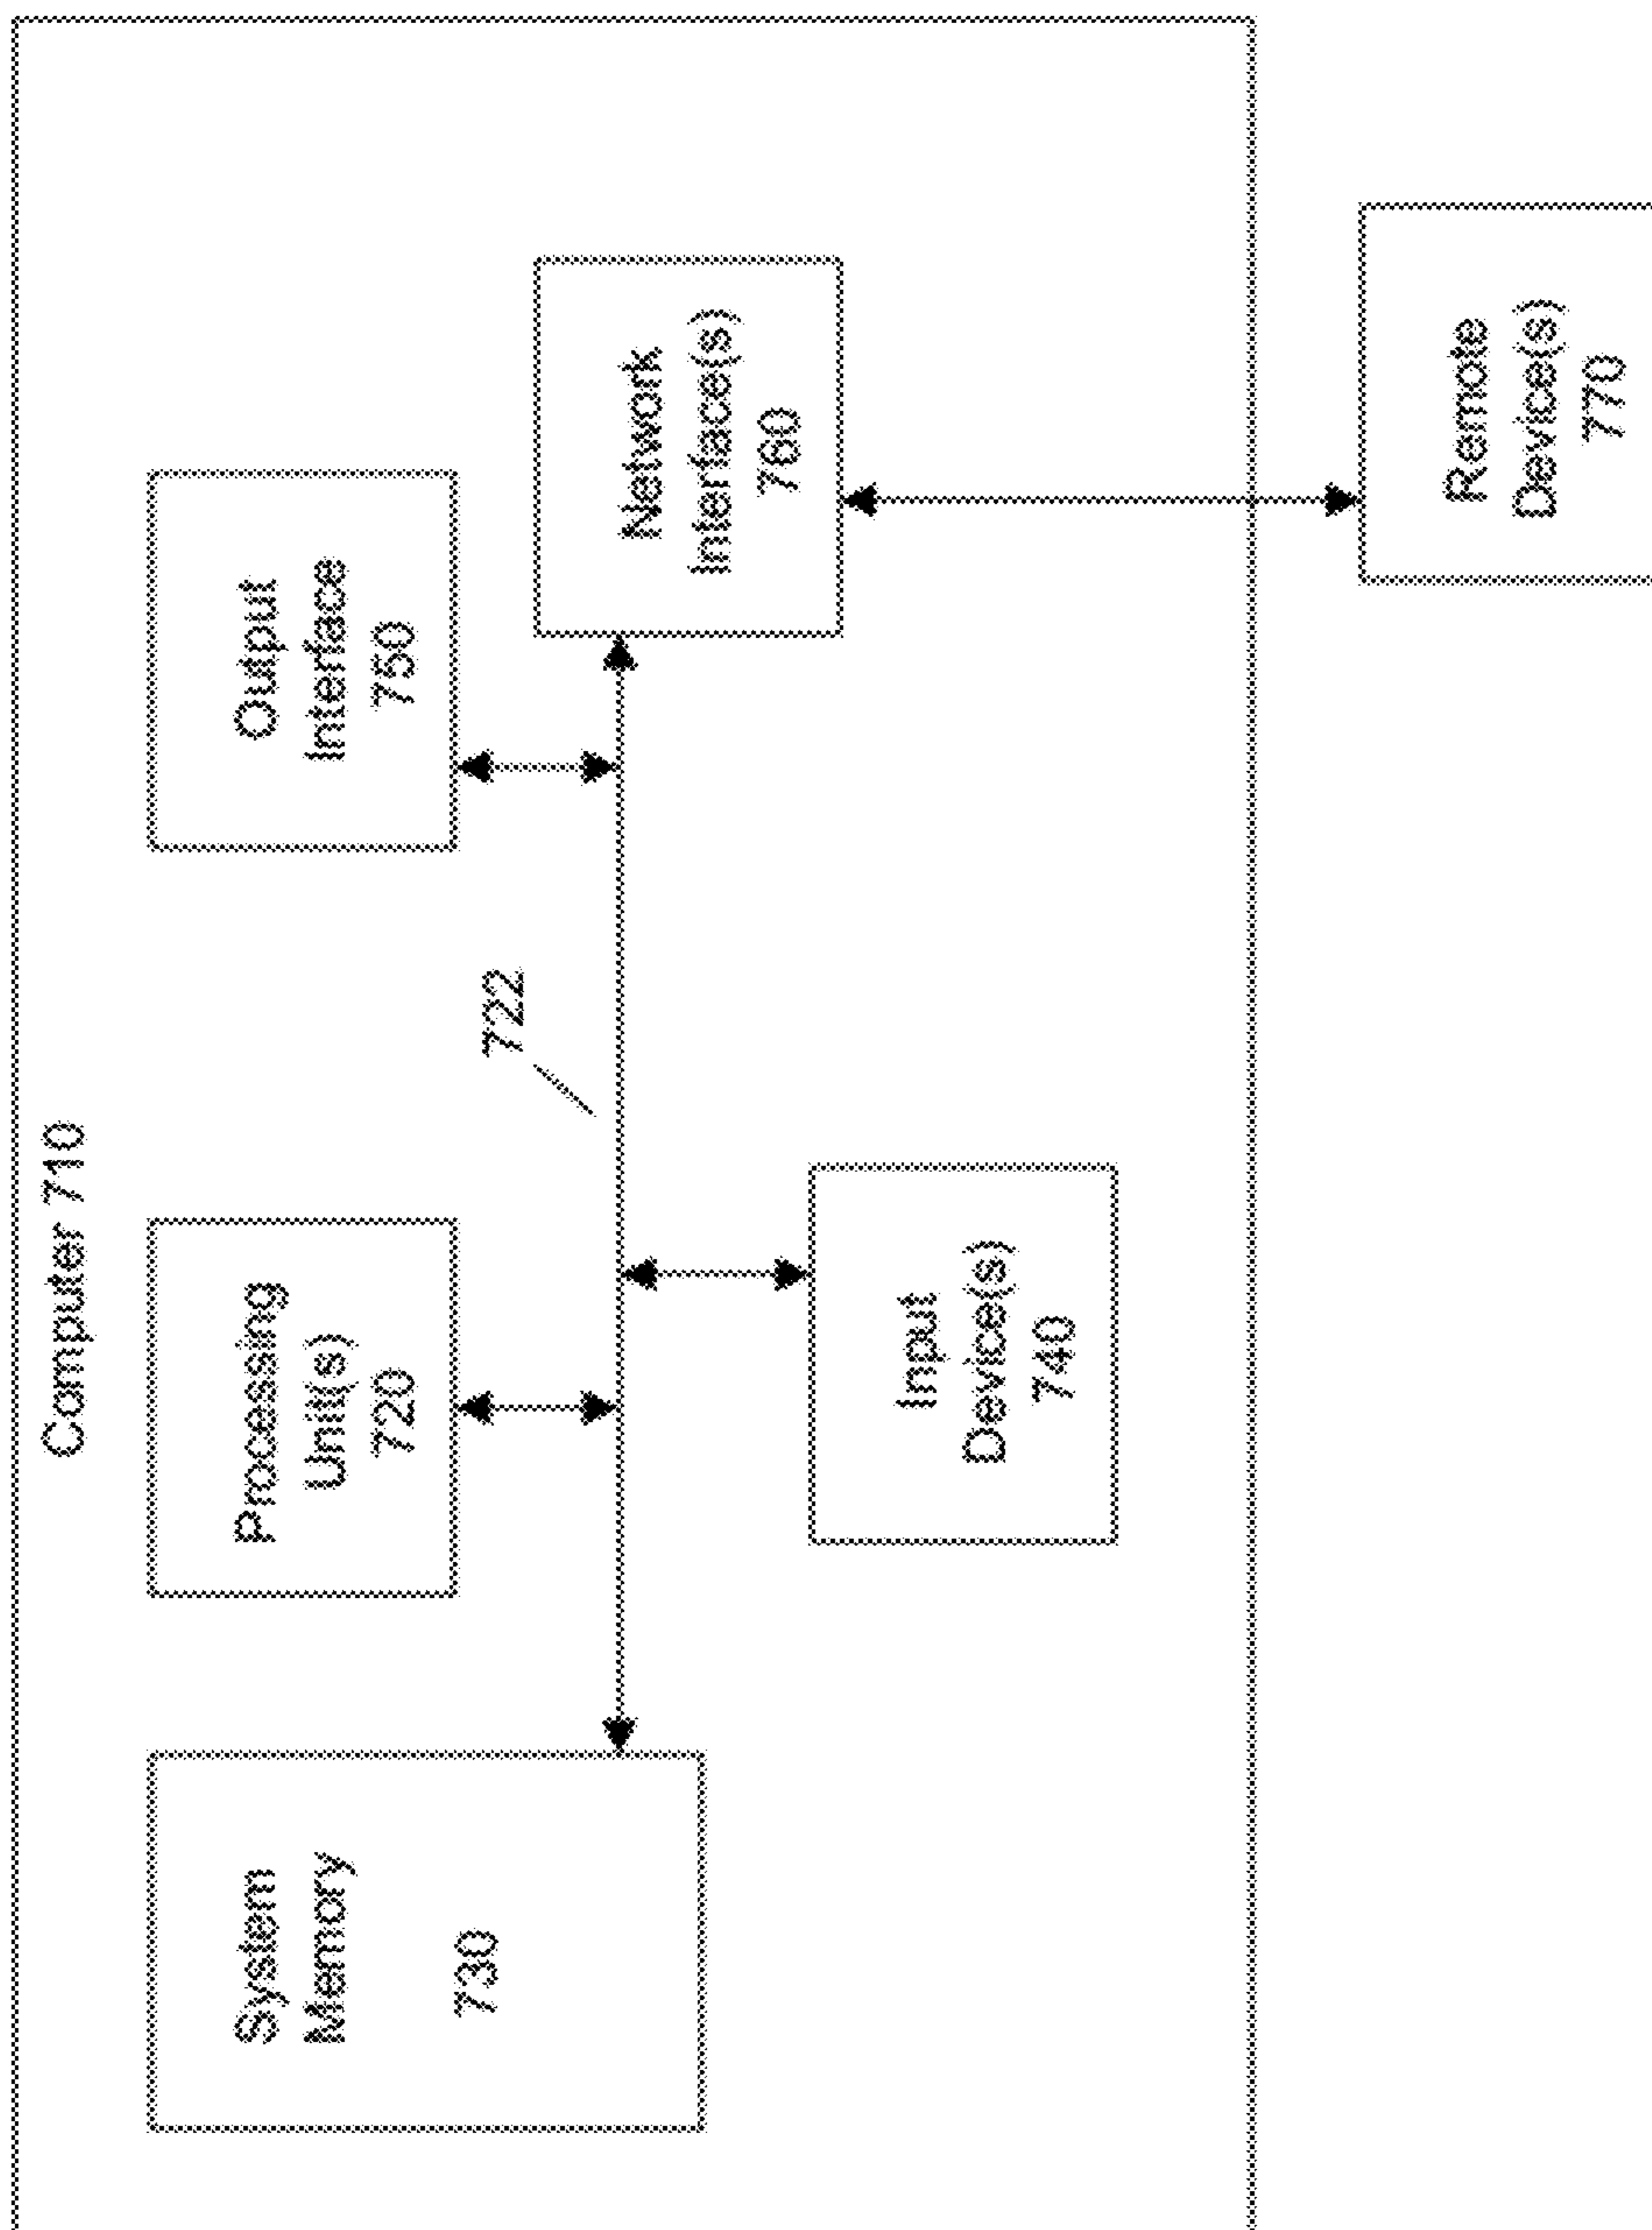 Computer 710
System
Memory
730
Processing
Unit(s)
720
Output
Interface
750
722
Network
Interface(s)
760
Input
Device(s)
740
Remote
Device(s)
770